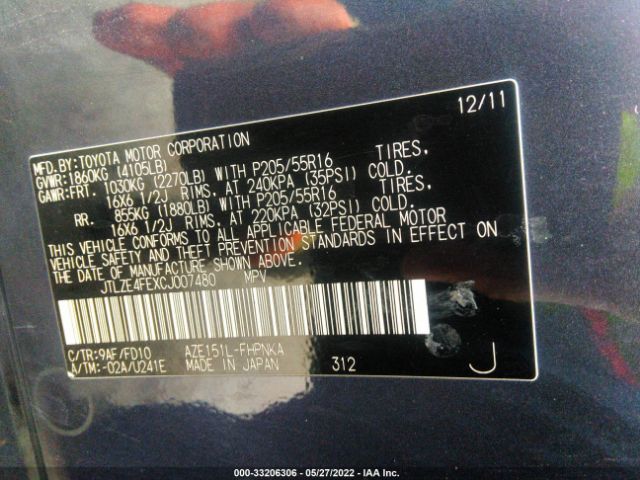 12/11
MFD.BY:TOYOTA MOTOR CORPORATION
GVWR:1860KG (4105LB)
GAWR:FRT. 1030KG (2270LB) WITH P205/55R16 TIRES,
16X6 1/2J RIMS, AT 240KPA (35PSI) COLD.
RR. 855KG (1880LB) WITH P205/55R16 TIRES,
16X6 1/2J RIMS, AT 220KPA (32PSI) COLD.
THIS VEHICLE CONFORMS TO ALL APPLICABLE FEDERAL MOTOR
VEHICLE SAFETY AND THEFT PREVENTION STANDARDS IN EFFECT ON
THE DATE OF MANUFACTURE SHOWN ABOVE.
JTLZE4FEXCJ007480 MPV
C/TR:9AF/FD10 AZE151L-FHPNKA
A/TM:-02A/U241E MADE IN JAPAN 312 J
000-33206306 - 05/27/2022 - IAA Inc.